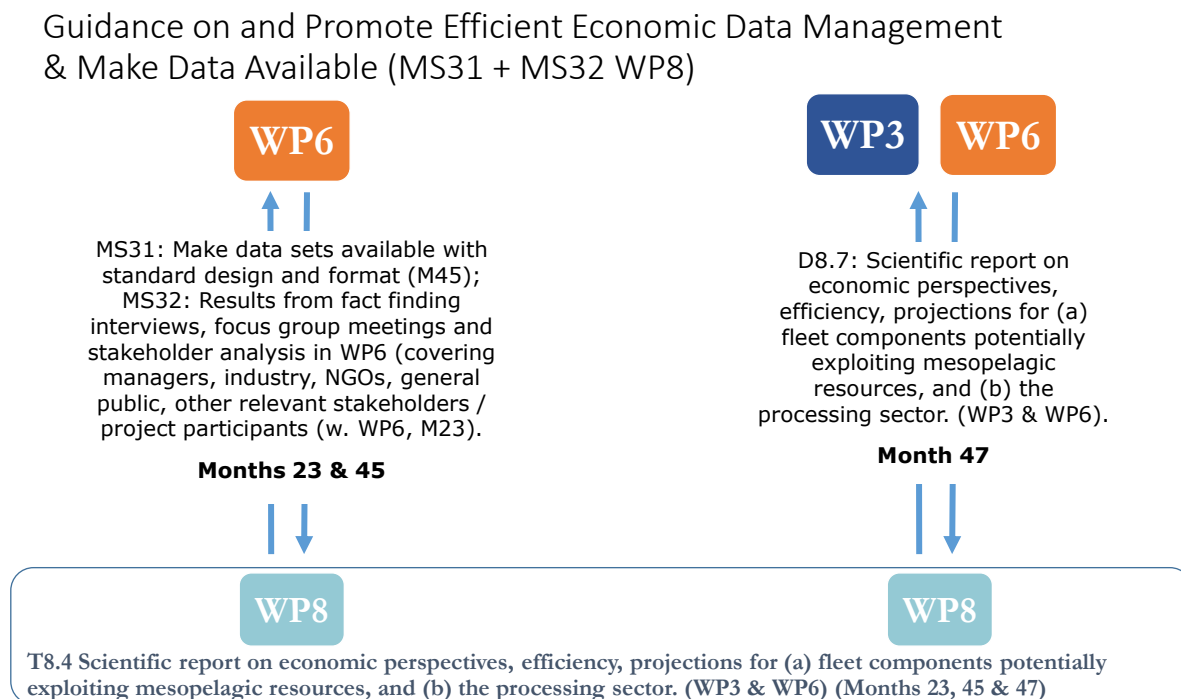 Guidance on and Promote Efficient Economic Data Management
& Make Data Available (MS31 + MS32 WP8)
WP6
MS31: Make data sets available with
standard design and format (M45);
MS32: Results from fact finding
interviews, focus group meetings and
stakeholder analysis in WP6 (covering
managers, industry, NGOs, general
public, other relevant stakeholders /
project participants (w. WP6, M23).
Months 23 & 45
WP3
WP6
D8.7: Scientific report on
economic perspectives,
efficiency, projections for (a)
fleet components potentially
exploiting mesopelagic
resources, and (b) the
processing sector. (WP3 & WP6).
Month 47
WP8
WP8
T8.4 Scientific report on economic perspectives, efficiency, projections for (a) fleet components potentially
exploiting mesopelagic resources, and (b) the processing sector. (WP3 & WP6) (Months 23, 45 & 47)